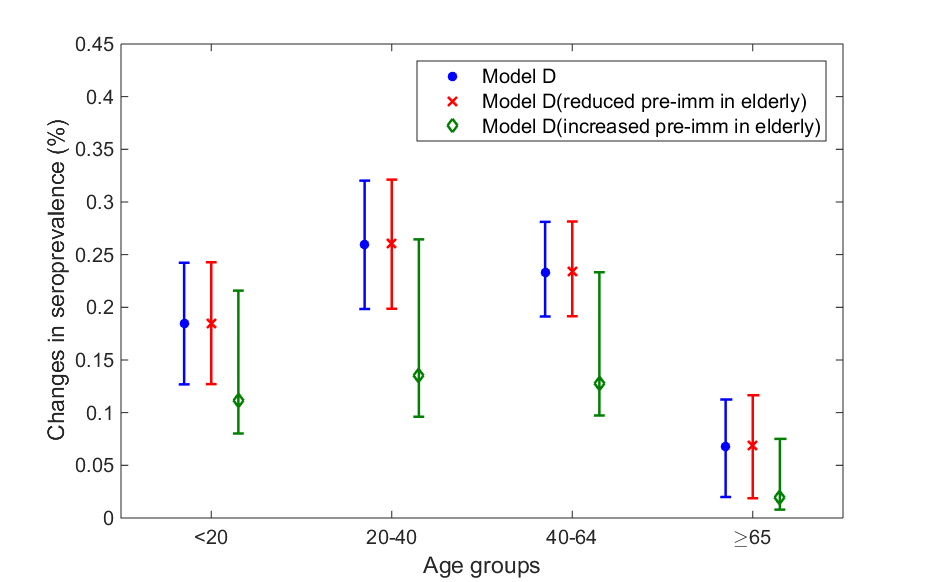 0.45
0.4
0.35
0.3
0.25
0.2
0.15
0.1
0.05
0
Changes in seroprevalence (%)
Model D
Model D(reduced pre-imm in elderly)
Model D(increased pre-imm in elderly)
<20
20-40
40-64
≥65
Age groups